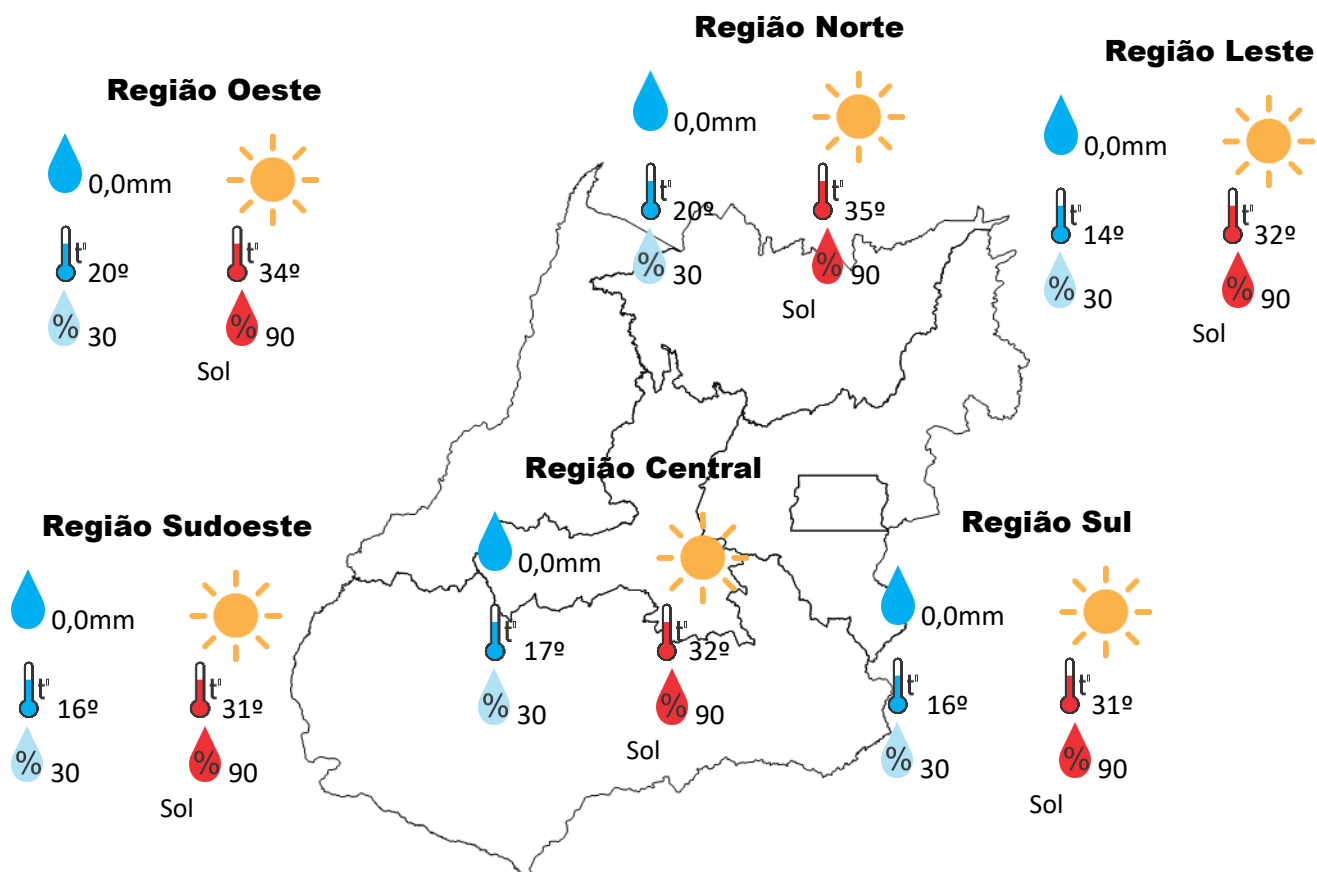 Região Norte
0,0mm
t°
20º
t°
35º
% 30
% 90
Sol
Região Leste
0,0mm
t°
14º
t°
32º
% 30
% 90
Sol
Região Oeste
0,0mm
t°
20º
t°
34º
% 30
% 90
Sol
Região Central
0,0mm
t°
17º
t°
32º
% 30
% 90
Sol
Região Sudoeste
0,0mm
t°
16º
t°
31º
% 30
% 90
Sol
Região Sul
0,0mm
t°
16º
t°
31º
% 30
% 90
Sol